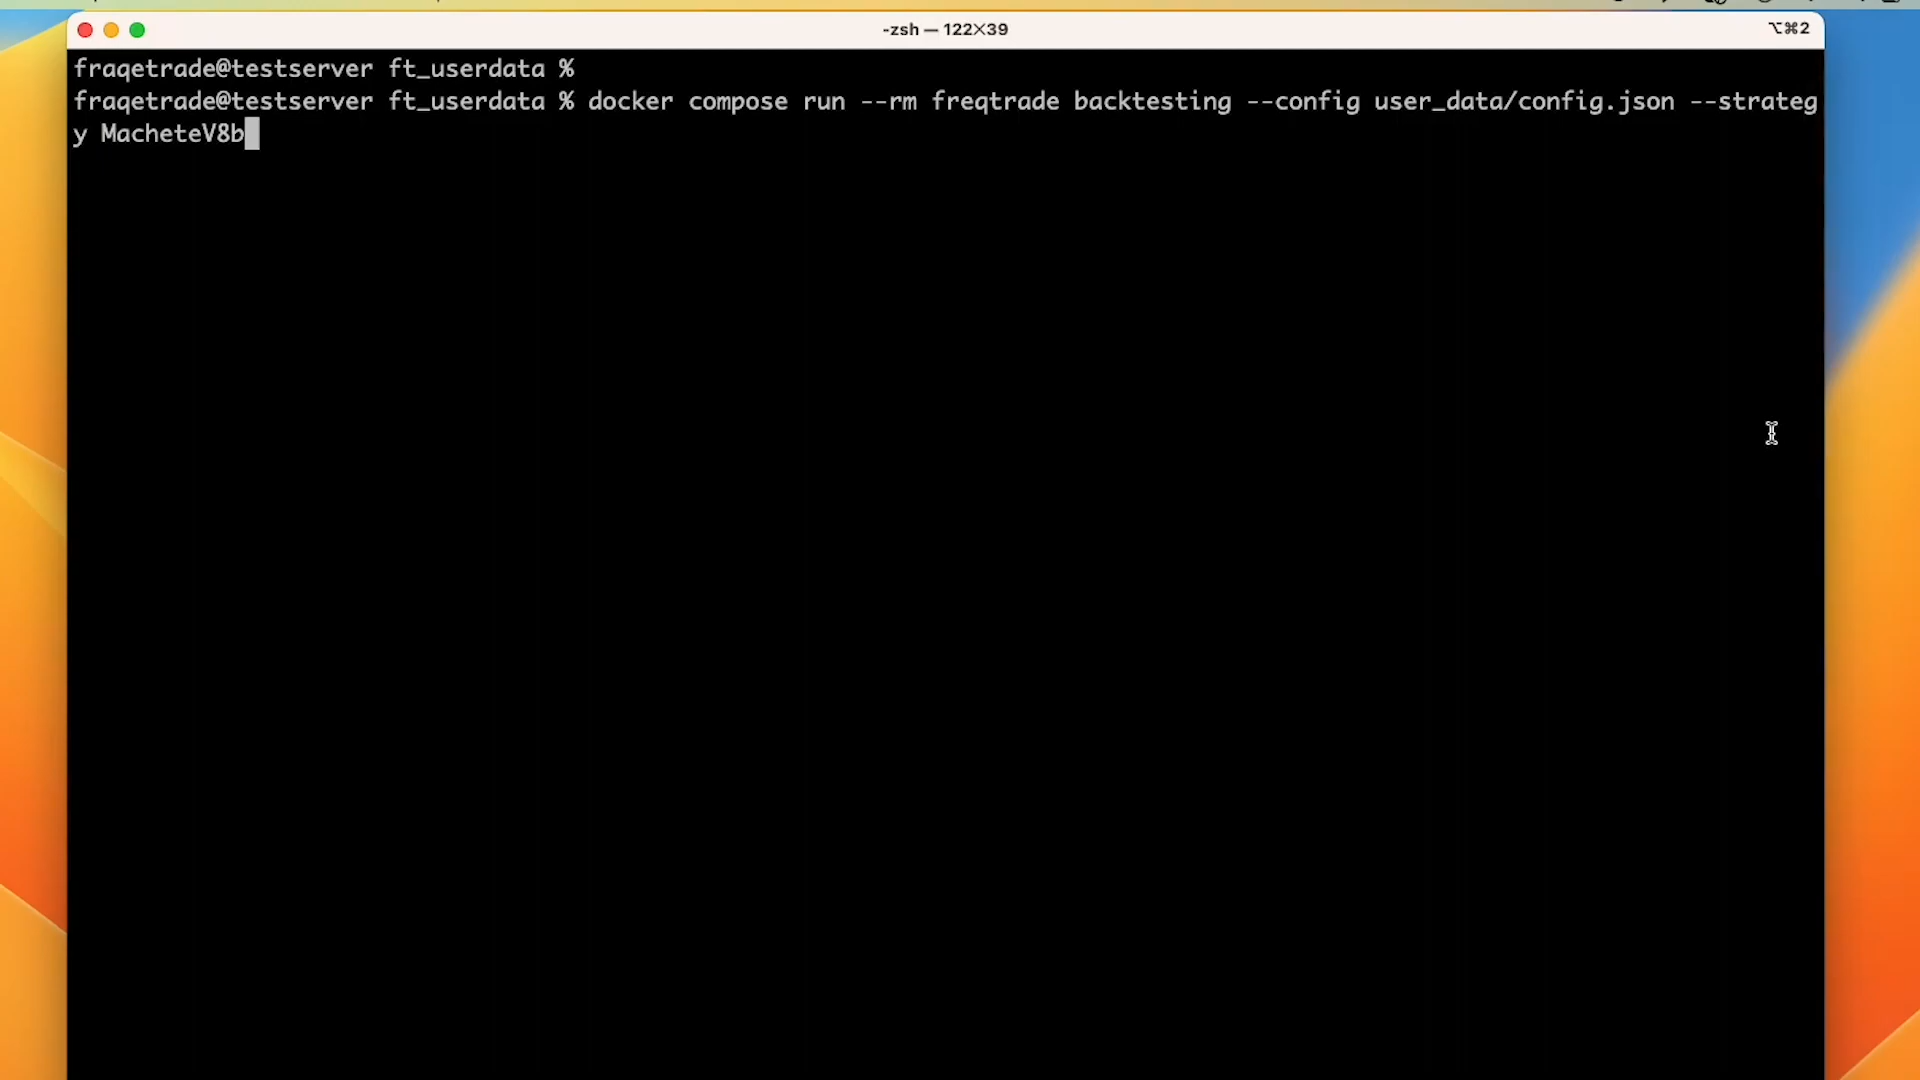 -zsh — 122×39
⌥⌘2
fraqetrade@testserver ft_userdata %
fraqetrade@testserver ft_userdata % docker compose run --rm freqtrade backtesting --config user_data/config.json --strateg
y MacheteV8b